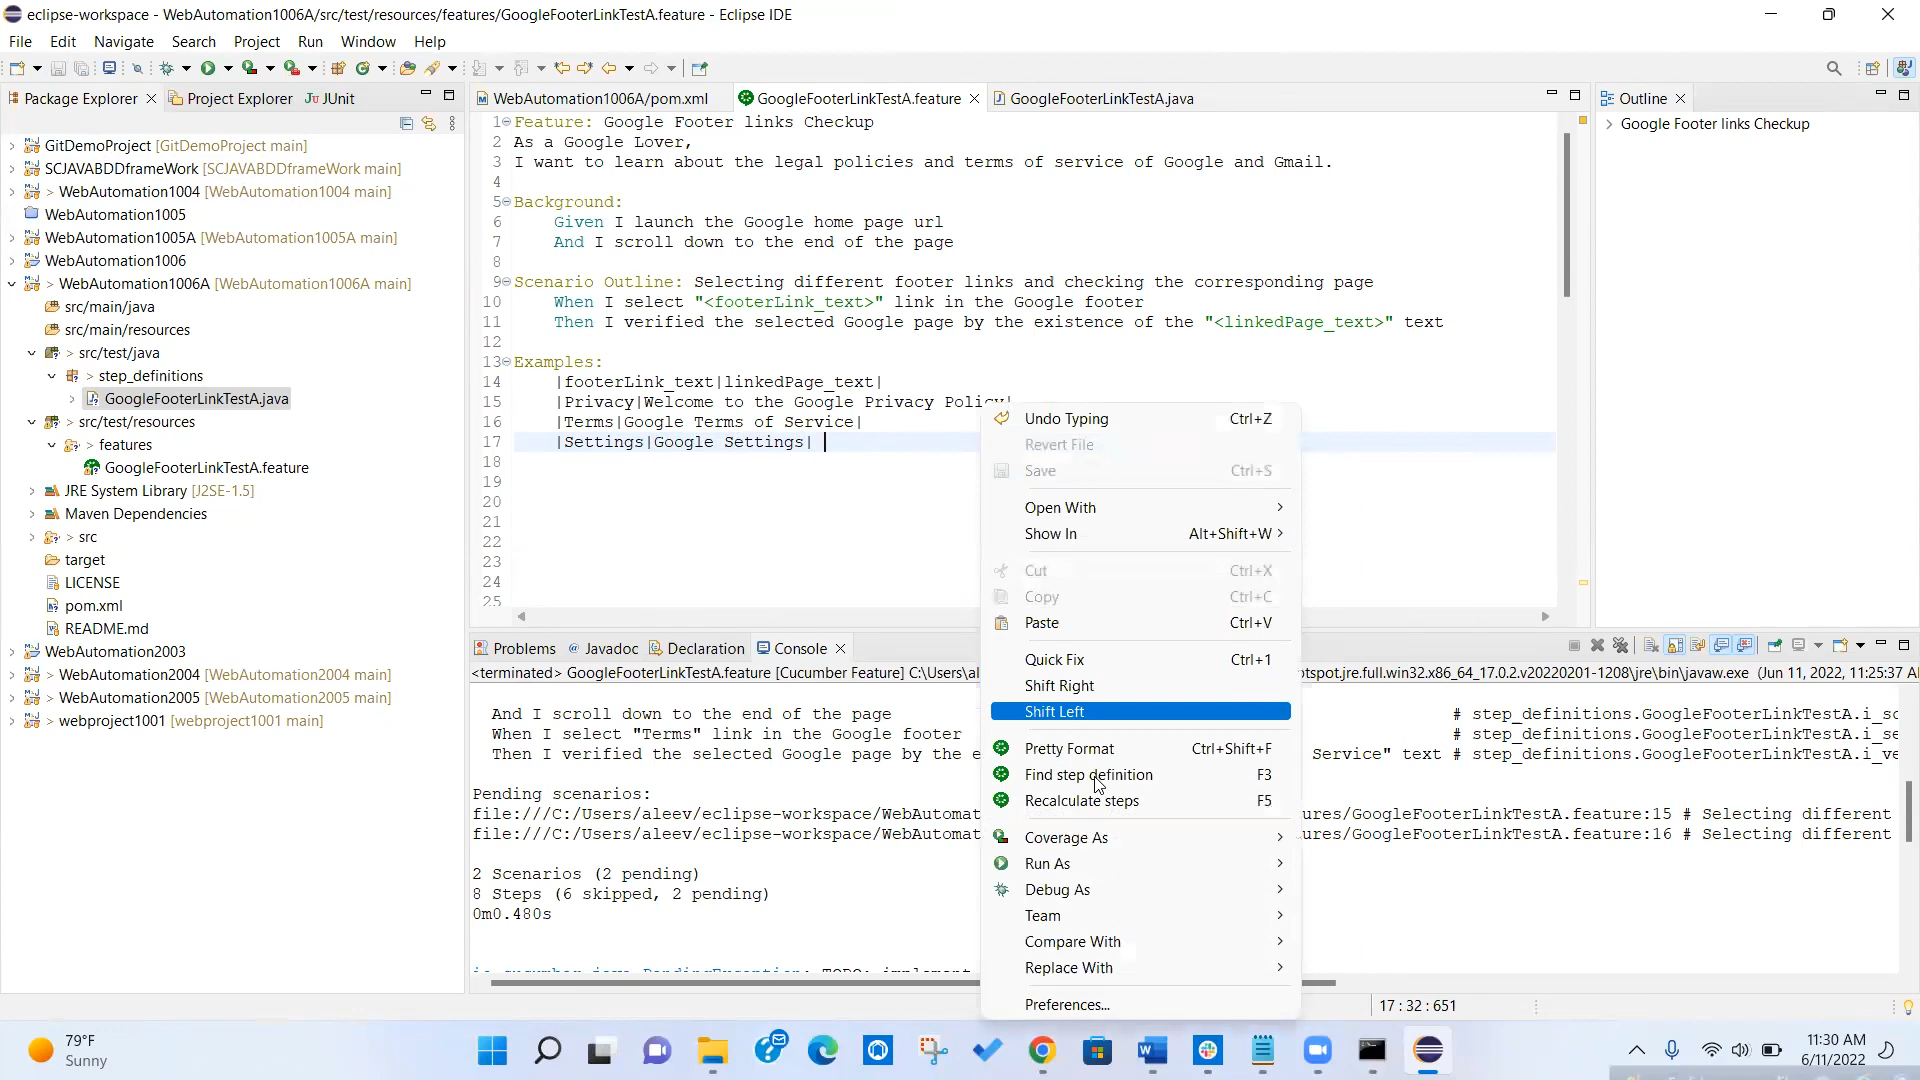 eclipse-workspace - WebAutomation1006A/src/test/resources/features/GoogleFooterLinkTestA.feature - Eclipse IDE
File Edit Navigate Search Project Run Window Help
Package Explorer Project Explorer JUnit
GitDemoProject [GitDemoProject main]
SCJAVABDDframeWork [SCJAVABDDframeWork main]
> WebAutomation1004 [WebAutomation1004 main]
WebAutomation1005
WebAutomation1005A [WebAutomation1005A main]
WebAutomation1006
> WebAutomation1006A [WebAutomation1006A main]
src/main/java
src/main/resources
> src/test/java
> step_definitions
GoogleFooterLinkTestA.java
> src/test/resources
> features
GoogleFooterLinkTestA.feature
JRE System Library [J2SE-1.5]
Maven Dependencies
> src
target
LICENSE
pom.xml
README.md
WebAutomation2003
> WebAutomation2004 [WebAutomation2004 main]
> WebAutomation2005 [WebAutomation2005 main]
> webproject1001 [webproject1001 main]
WebAutomation1006A/pom.xml GoogleFooterLinkTestA.feature GoogleFooterLinkTestA.java
1 Feature: Google Footer links Checkup
2 As a Google Lover,
3 I want to learn about the legal policies and terms of service of Google and Gmail.
4
5 Background:
6 Given I launch the Google home page url
7 And I scroll down to the end of the page
8
9 Scenario Outline: Selecting different footer links and checking the corresponding page
10 When I select "<footerLink_text>" link in the Google footer
11 Then I verified the selected Google page by the existence of the "<linkedPage_text>" text
12
13 Examples:
14 |footerLink_text|linkedPage_text|
15 |Privacy|Welcome to the Google Privacy Policy|
16 |Terms|Google Terms of Service|
17 |Settings|Google Settings|
18
19
20
21
22
23
24
25
Outline
Google Footer links Checkup
Undo Typing Ctrl+Z
Revert File
Save Ctrl+S
Open With
Show In Alt+Shift+W
Cut Ctrl+X
Copy Ctrl+C
Paste Ctrl+V
Quick Fix Ctrl+1
Shift Right
Shift Left
Pretty Format Ctrl+Shift+F
Find step definition F3
Recalculate steps F5
Coverage As
Run As
Debug As
Team
Compare With
Replace With
Preferences...
Problems Javadoc Declaration Console
<terminated> GoogleFooterLinkTestA.feature [Cucumber Feature] C:\Users\al otspot.jre.full.win32.x86_64_17.0.2.v20220201-1208\jre\bin\javaw.exe (Jun 11, 2022, 11:25:37 A
And I scroll down to the end of the page # step_definitions.GoogleFooterLinkTestA.i_sc
When I select "Terms" link in the Google footer # step_definitions.GoogleFooterLinkTestA.i_se
Then I verified the selected Google page by the e Service" text # step_definitions.GoogleFooterLinkTestA.i_ve
Pending scenarios:
file:///C:/Users/aleev/eclipse-workspace/WebAutomat ures/GoogleFooterLinkTestA.feature:15 # Selecting different
file:///C:/Users/aleev/eclipse-workspace/WebAutomat ures/GoogleFooterLinkTestA.feature:16 # Selecting different
2 Scenarios (2 pending)
8 Steps (6 skipped, 2 pending)
0m0.480s
io.cucumber.java.PendingException: TODO: implement
17 : 32 : 651
79°F
Sunny
11:30 AM
6/11/2022